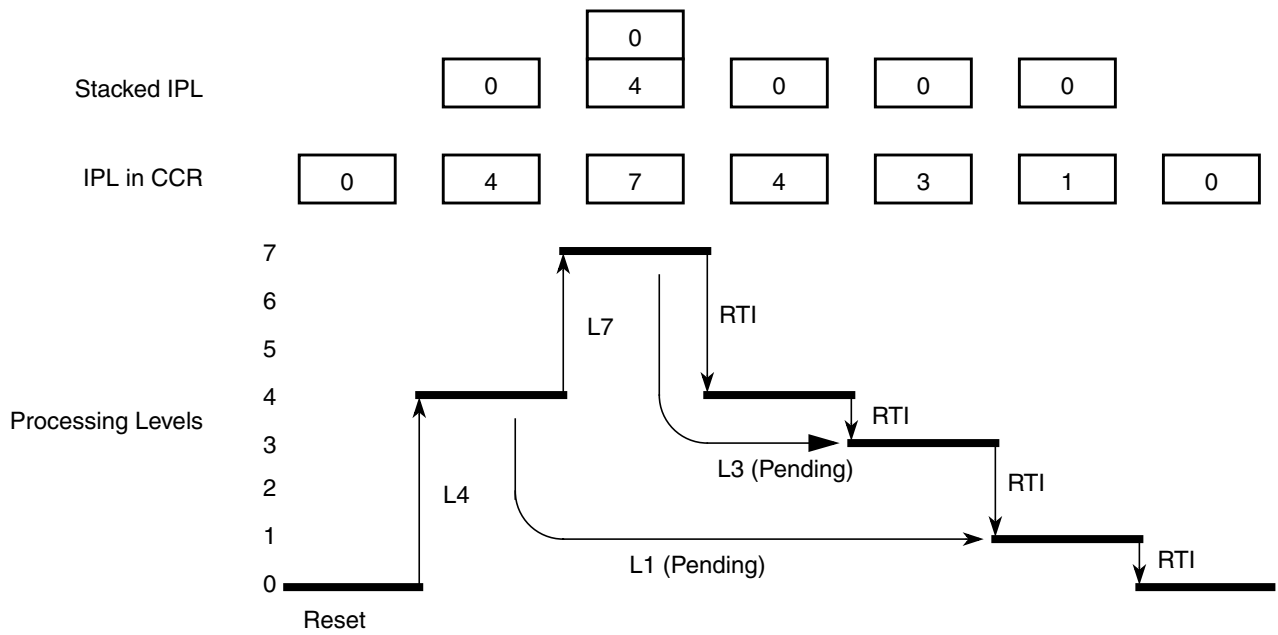 0
Stacked IPL 0 4 0 0 0
IPL in CCR 0 4 7 4 3 1 0
7
6
RTI
L7
5
4
Processing Levels
RTI
3
L3 (Pending)
2
L4
RTI
1
L1 (Pending)
RTI
0
Reset